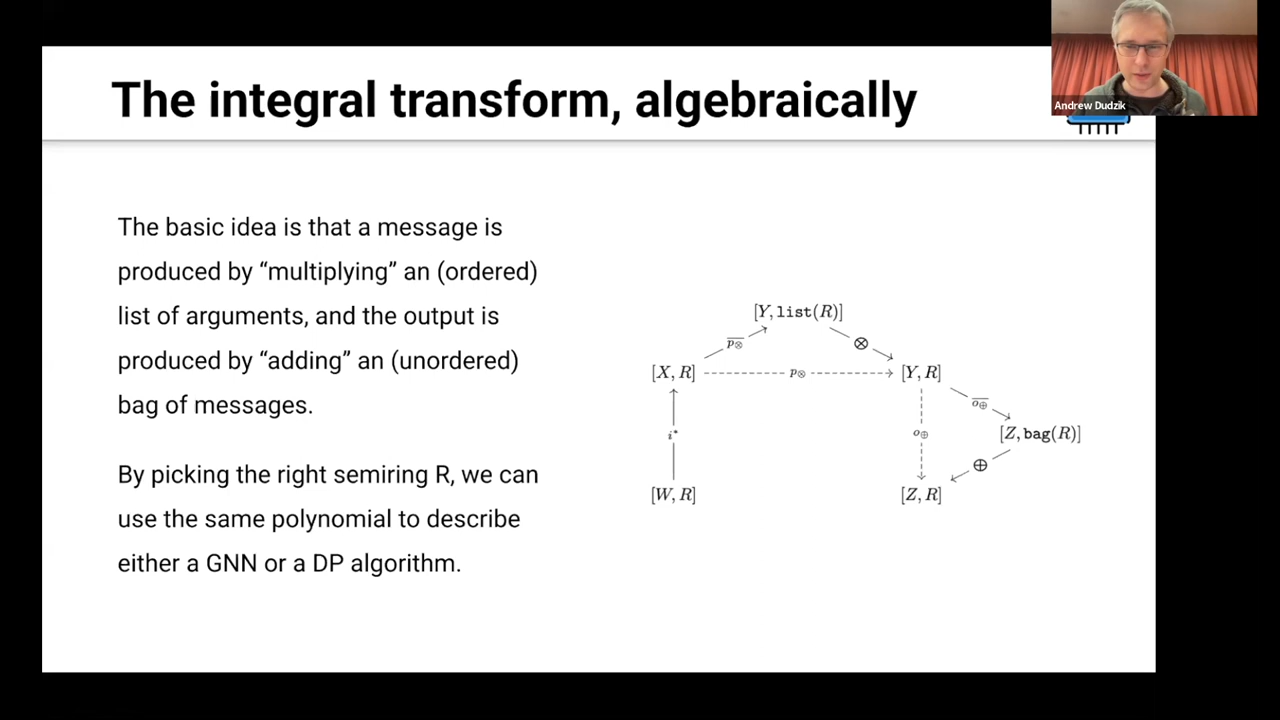 The integral transform, algebraically
Andrew Dudzik
The basic idea is that a message is
produced by “multiplying” an (ordered)
list of arguments, and the output is
produced by “adding” an (unordered)
bag of messages.
By picking the right semiring R, we can
use the same polynomial to describe
either a GNN or a DP algorithm.
[Y, list(R)]
p⊗ ⊗
[X, R] p⊗ [Y, R]
o⊕
i* o⊕ [Z, bag(R)]
⊕
[W, R] [Z, R]